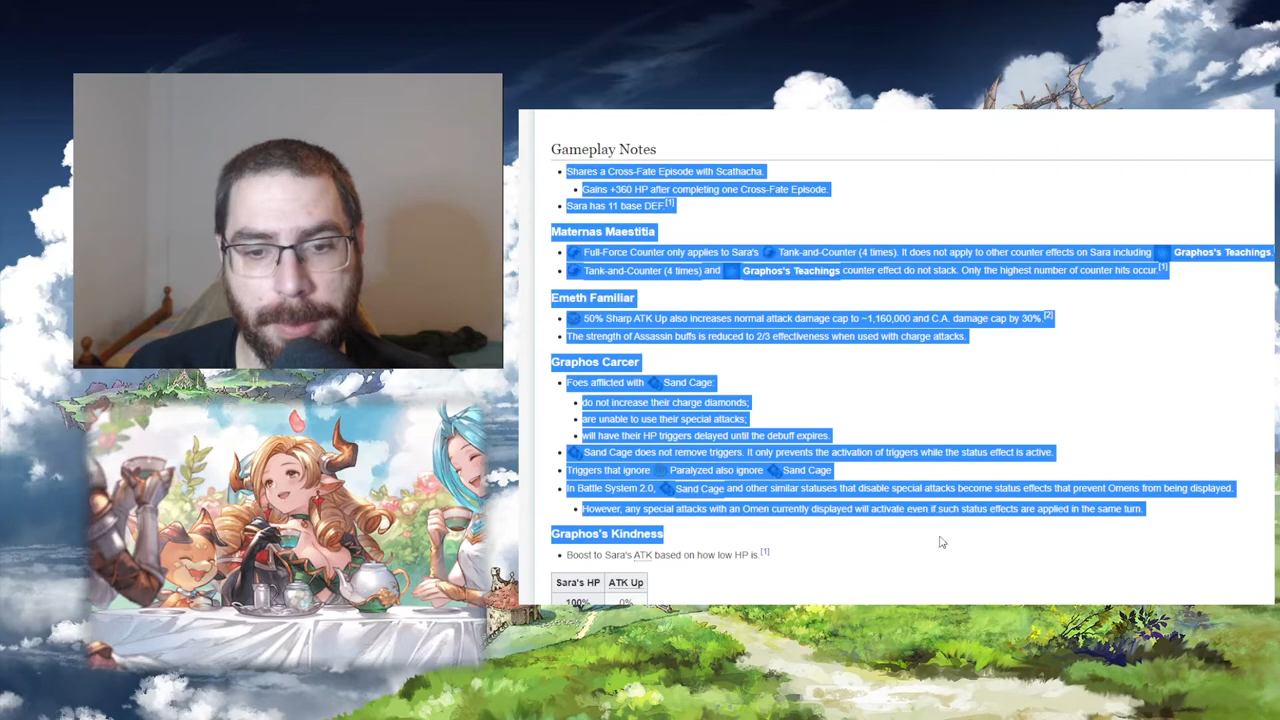 Gameplay Notes
Shares a Cross-Fate Episode with Scathacha.
Gains +360 HP after completing one Cross-Fate Episode.
Sara has 11 base DEF.[1]
Maternas Maestitia
Full-Force Counter only applies to Sara's Tank-and-Counter (4 times). It does not apply to other counter effects on Sara including Graphos's Teachings.
Tank-and-Counter (4 times) and Graphos's Teachings counter effect do not stack. Only the highest number of counter hits occur.[1]
Emeth Familiar
50% Sharp ATK Up also increases normal attack damage cap to ~1,160,000 and C.A. damage cap by 30%.[2]
The strength of Assassin buffs is reduced to 2/3 effectiveness when used with charge attacks.
Graphos Carcer
Foes afflicted with Sand Cage:
do not increase their charge diamonds;
are unable to use their special attacks;
will have their HP triggers delayed until the debuff expires.
Sand Cage does not remove triggers. It only prevents the activation of triggers while the status effect is active.
Triggers that ignore Paralyzed also ignore Sand Cage
In Battle System 2.0, Sand Cage and other similar statuses that disable special attacks become status effects that prevent Omens from being displayed.
However, any special attacks with an Omen currently displayed will activate even if such status effects are applied in the same turn.
Graphos's Kindness
Boost to Sara's ATK based on how low HP is.[1]
Sara's HP ATK Up
100% 0%